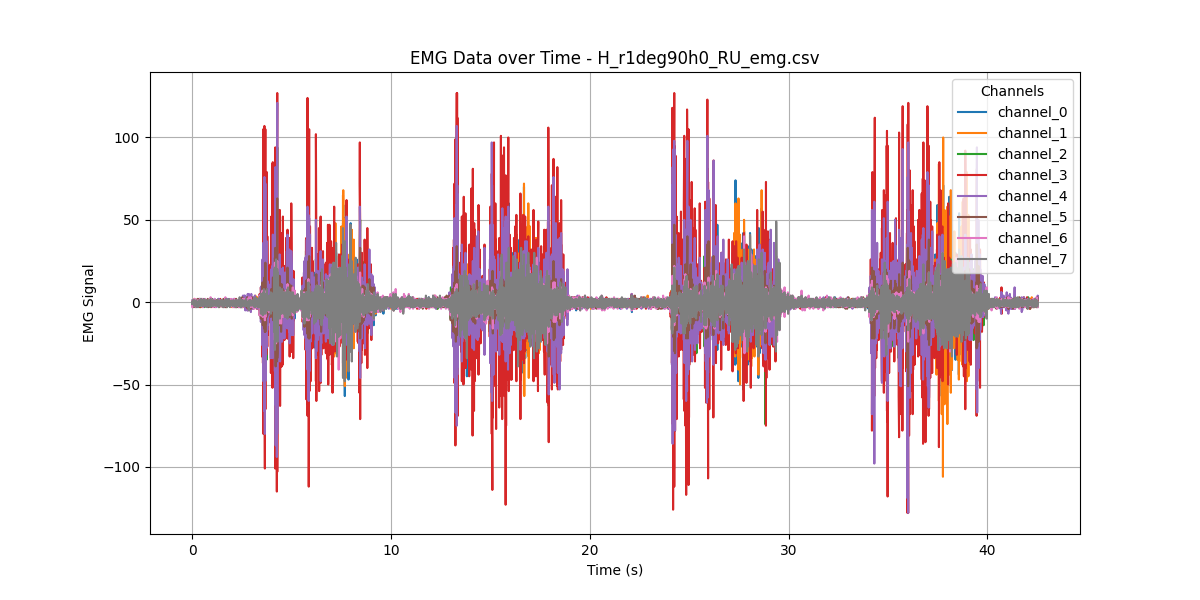 EMG Data over Time - H_r1deg90h0_RU_emg.csv
Channels
channel_0
channel_1
channel_2
channel_3
channel_4
channel_5
channel_6
channel_7
EMG Signal
100
50
0
−50
−100
0 10 20 30 40
Time (s)